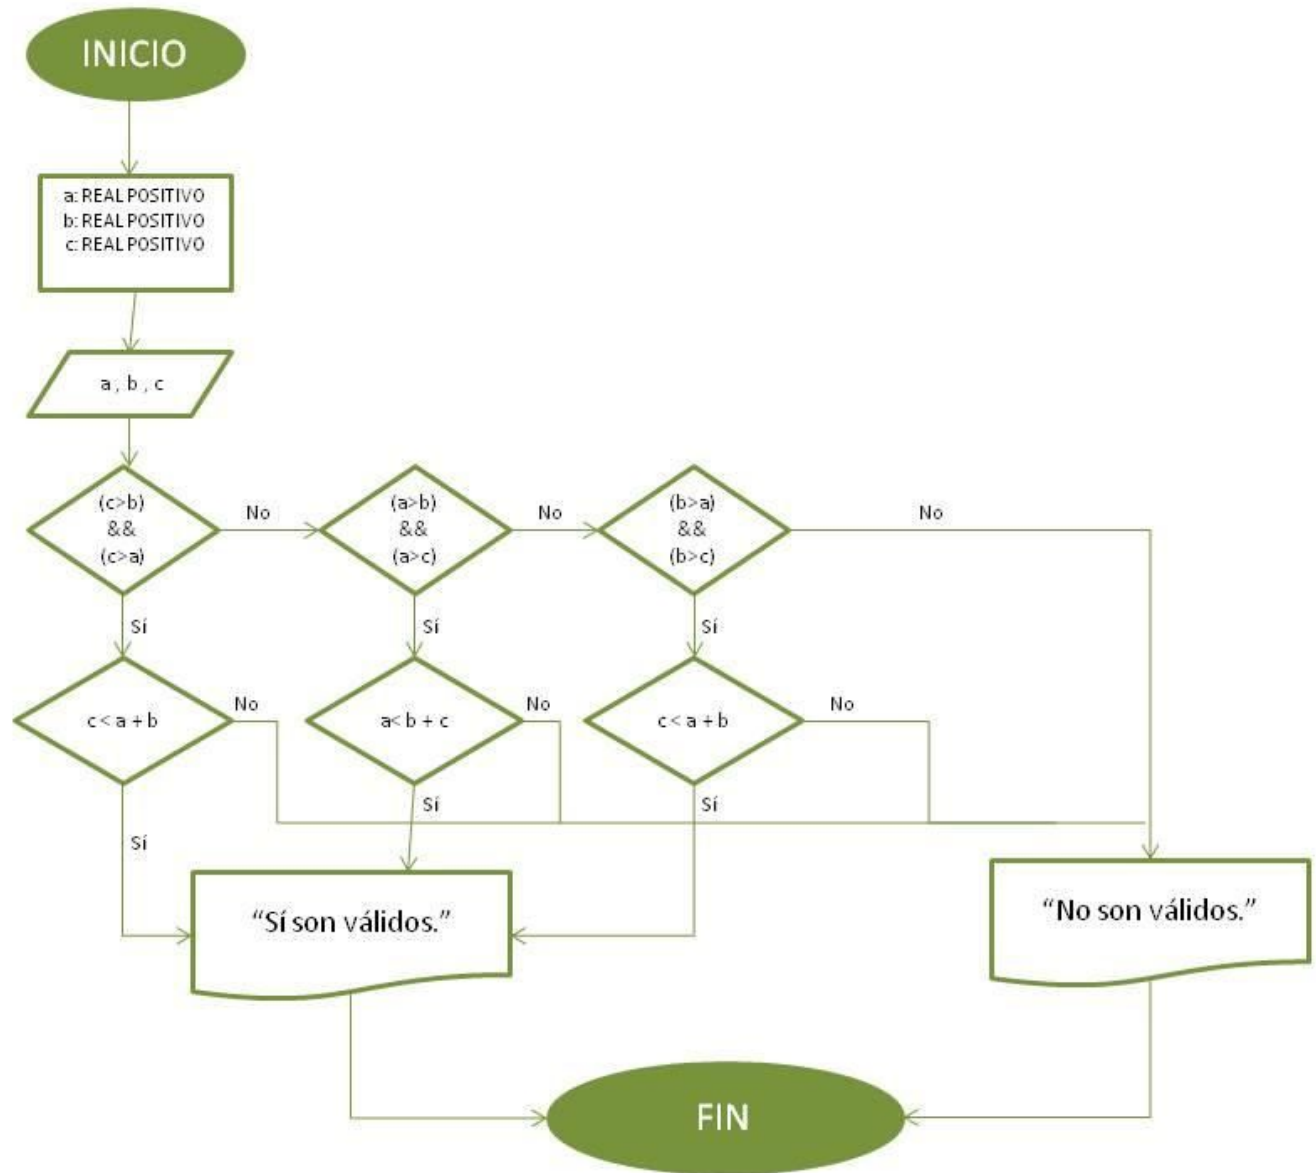 INICIO
a: REAL POSITIVO
b: REAL POSITIVO
c: REAL POSITIVO
a , b , c
(c>b)
&&
(c>a)
No
(a>b)
&&
(a>c)
No
(b>a)
&&
(b>c)
No
Sí
Sí
Sí
c < a + b
No
a< b + c
No
c < a + b
No
Sí
Sí
Sí
“Sí son válidos.”
“No son válidos.”
FIN